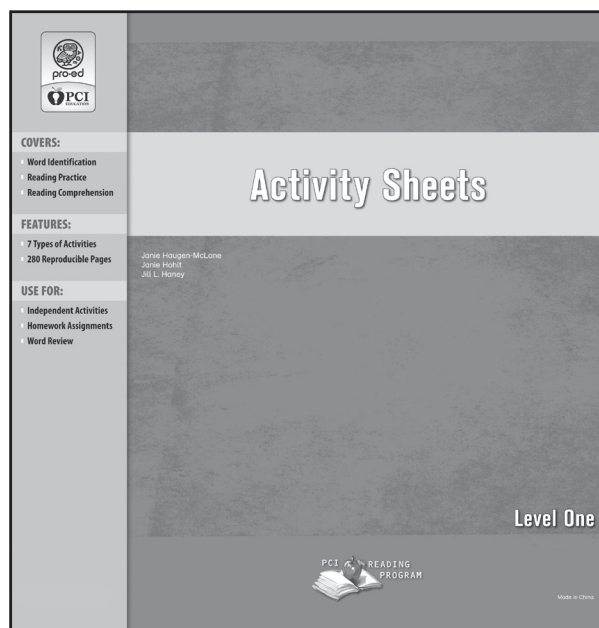 pro-ed
PCI
EDUCATION
COVERS:
Word Identification
Reading Practice
Reading Comprehension
FEATURES:
7 Types of Activities
280 Reproducible Pages
USE FOR:
Independent Activities
Homework Assignments
Word Review
Activity Sheets
Janie Haugen-McLane
Janie Hohlt
Jill L. Haney
Level One
PCI READING
PROGRAM
Made in China